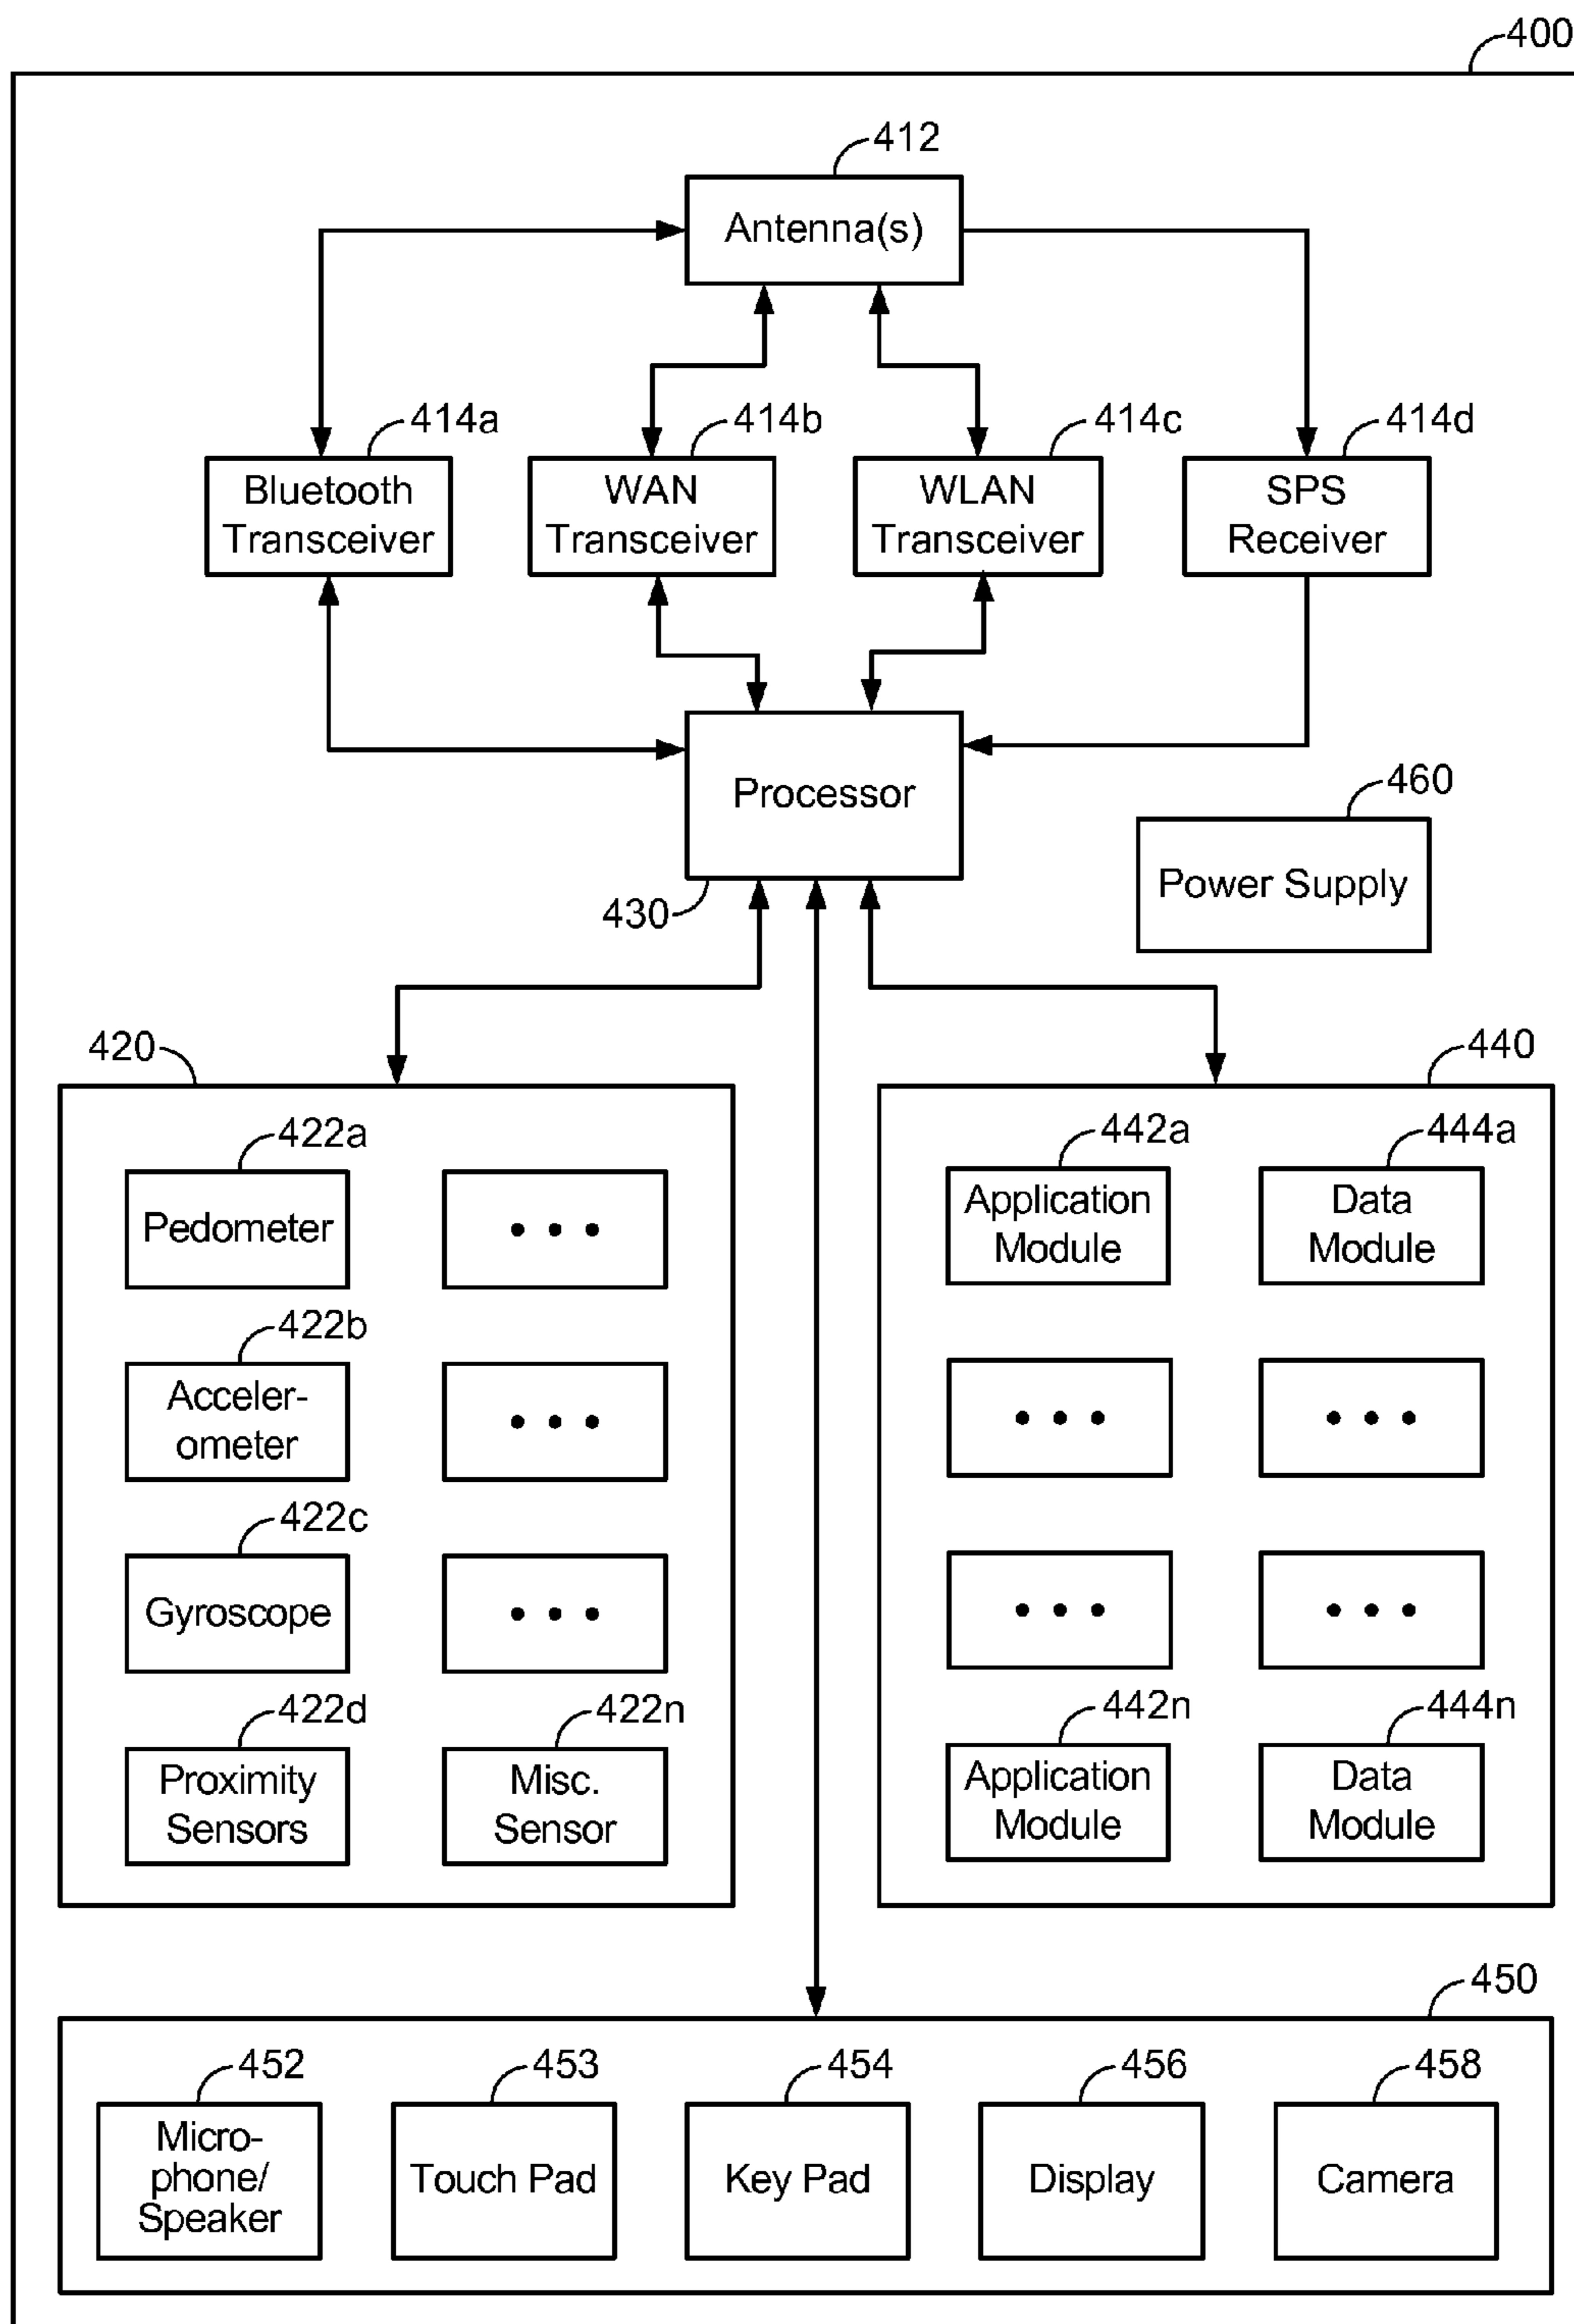 400
412
Antenna(s)
414a
414b
414c
414d
Bluetooth
Transceiver
WAN
Transceiver
WLAN
Transceiver
SPS
Receiver
Processor
430
460
Power Supply
420
440
422a
Pedometer
• • •
422b
Acceler-
ometer
• • •
422c
Gyroscope
• • •
422d
Proximity
Sensors
422n
Misc.
Sensor
442a
Application
Module
444a
Data
Module
• • •
• • •
• • •
• • •
442n
Application
Module
444n
Data
Module
450
452
Micro-
phone/
Speaker
453
Touch Pad
454
Key Pad
456
Display
458
Camera